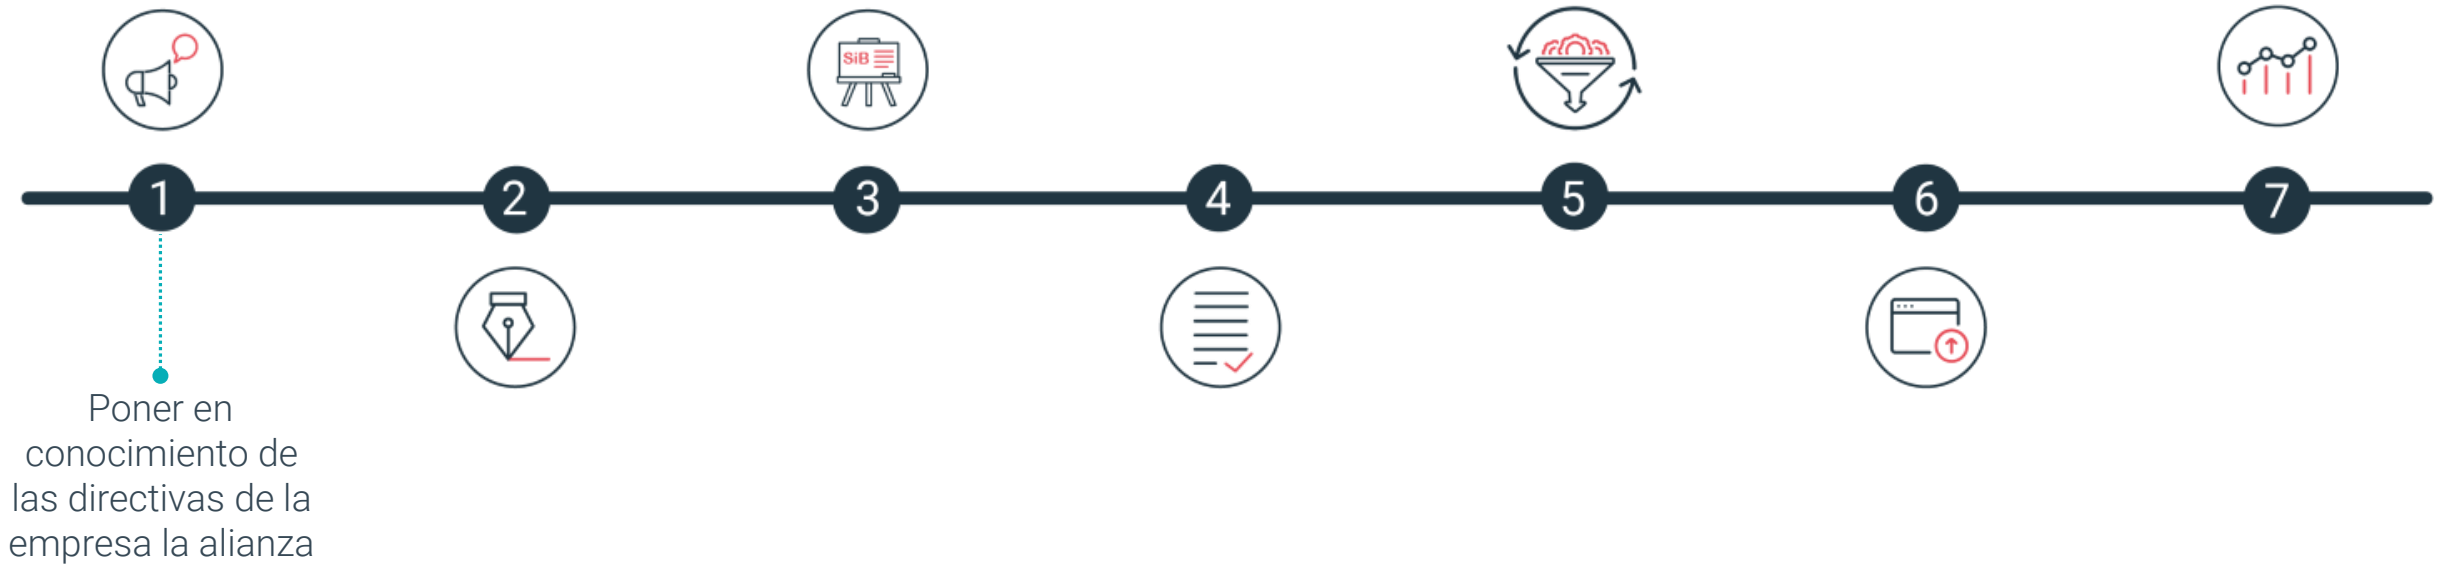 SiB
1 2 3 4 5 6 7
Poner en
conocimiento de
las directivas de la
empresa la alianza